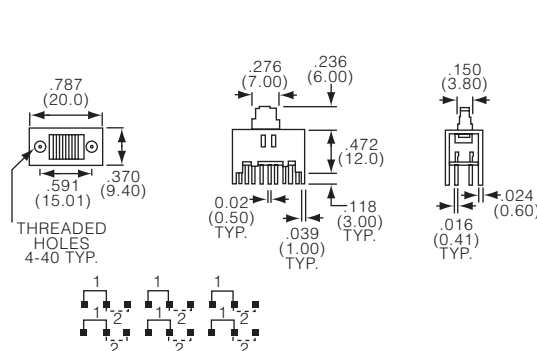 .787
(20.0)
.370
(9.40)
.591
(15.01)
THREADED
HOLES
4-40 TYP.
.276
(7.00)
.236
(6.00)
.472
(12.0)
0.02
(0.50)
TYP.
.039
(1.00)
TYP.
.118
(3.00)
TYP.
.150
(3.80)
.016
(0.41)
TYP.
.024
(0.60)
1 1 1
2 2 2
1 1 1
2 2 2